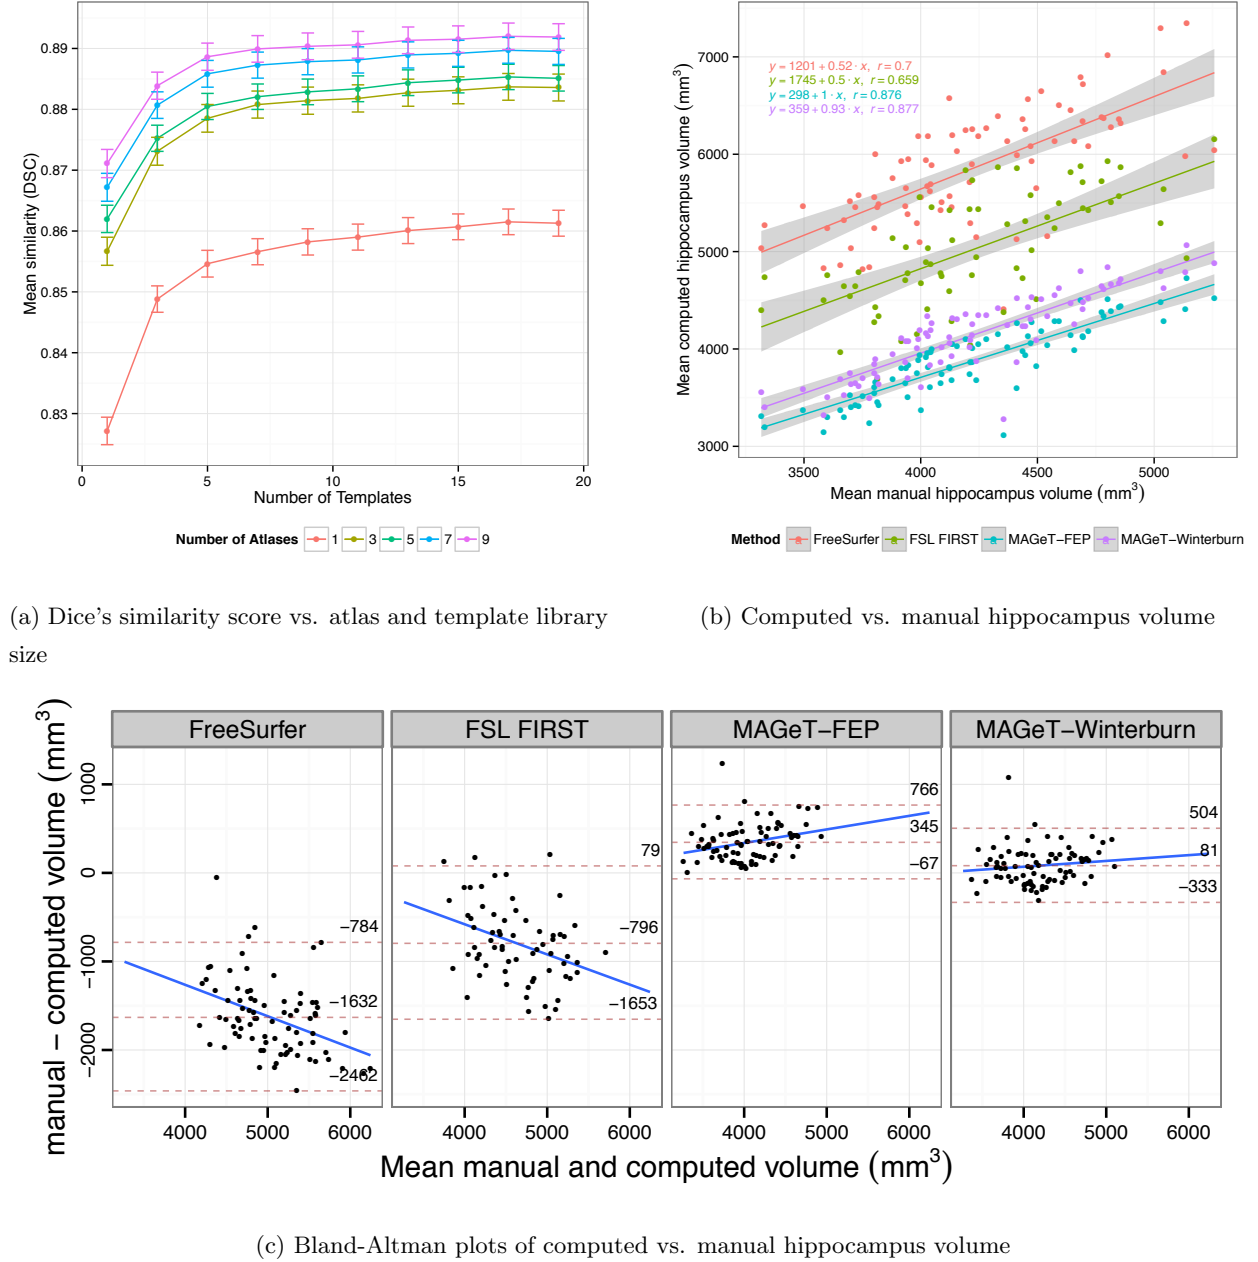 0.89
0.88
0.87
0.86
0.85
0.84
0.83
Mean similarity (DSC)
0 5 10 15 20
Number of Templates
Number of Atlases 1 3 5 7 9
(a) Dice's similarity score vs. atlas and template library
size
y = 1201 + 0.52 · x, r = 0.7
y = 1745 + 0.5 · x, r = 0.659
y = 298 + 1 · x, r = 0.876
y = 359 + 0.93 · x, r = 0.877
7000
6000
5000
4000
3000
Mean computed hippocampus volume (mm³)
3500 4000 4500 5000
Mean manual hippocampus volume (mm³)
Method FreeSurfer FSL FIRST MAGeT−FEP MAGeT−Winterburn
(b) Computed vs. manual hippocampus volume
manual − computed volume (mm³)
1000
0
−1000
−2000
FreeSurfer
−784
−1632
−2462
4000 5000 6000
FSL FIRST
79
−796
−1653
4000 5000 6000
MAGeT−FEP
766
345
−67
4000 5000 6000
MAGeT−Winterburn
504
81
−333
4000 5000 6000
Mean manual and computed volume (mm³)
(c) Bland-Altman plots of computed vs. manual hippocampus volume